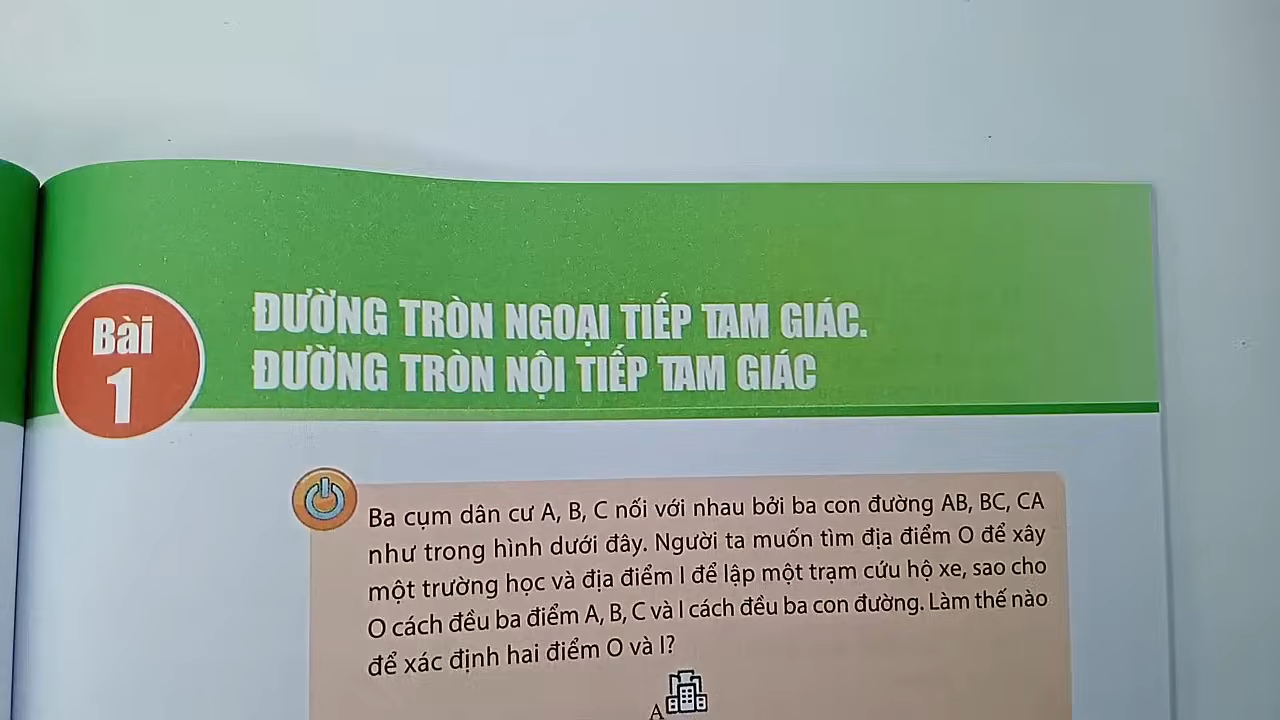 Bài
1
ĐƯỜNG TRÒN NGOẠI TIẾP TAM GIÁC.
ĐƯỜNG TRÒN NỘI TIẾP TAM GIÁC
Ba cụm dân cư A, B, C nối với nhau bởi ba con đường AB, BC, CA
như trong hình dưới đây. Người ta muốn tìm địa điểm O để xây
một trường học và địa điểm I để lập một trạm cứu hộ xe, sao cho
O cách đều ba điểm A, B, C và I cách đều ba con đường. Làm thế nào
để xác định hai điểm O và I?
A